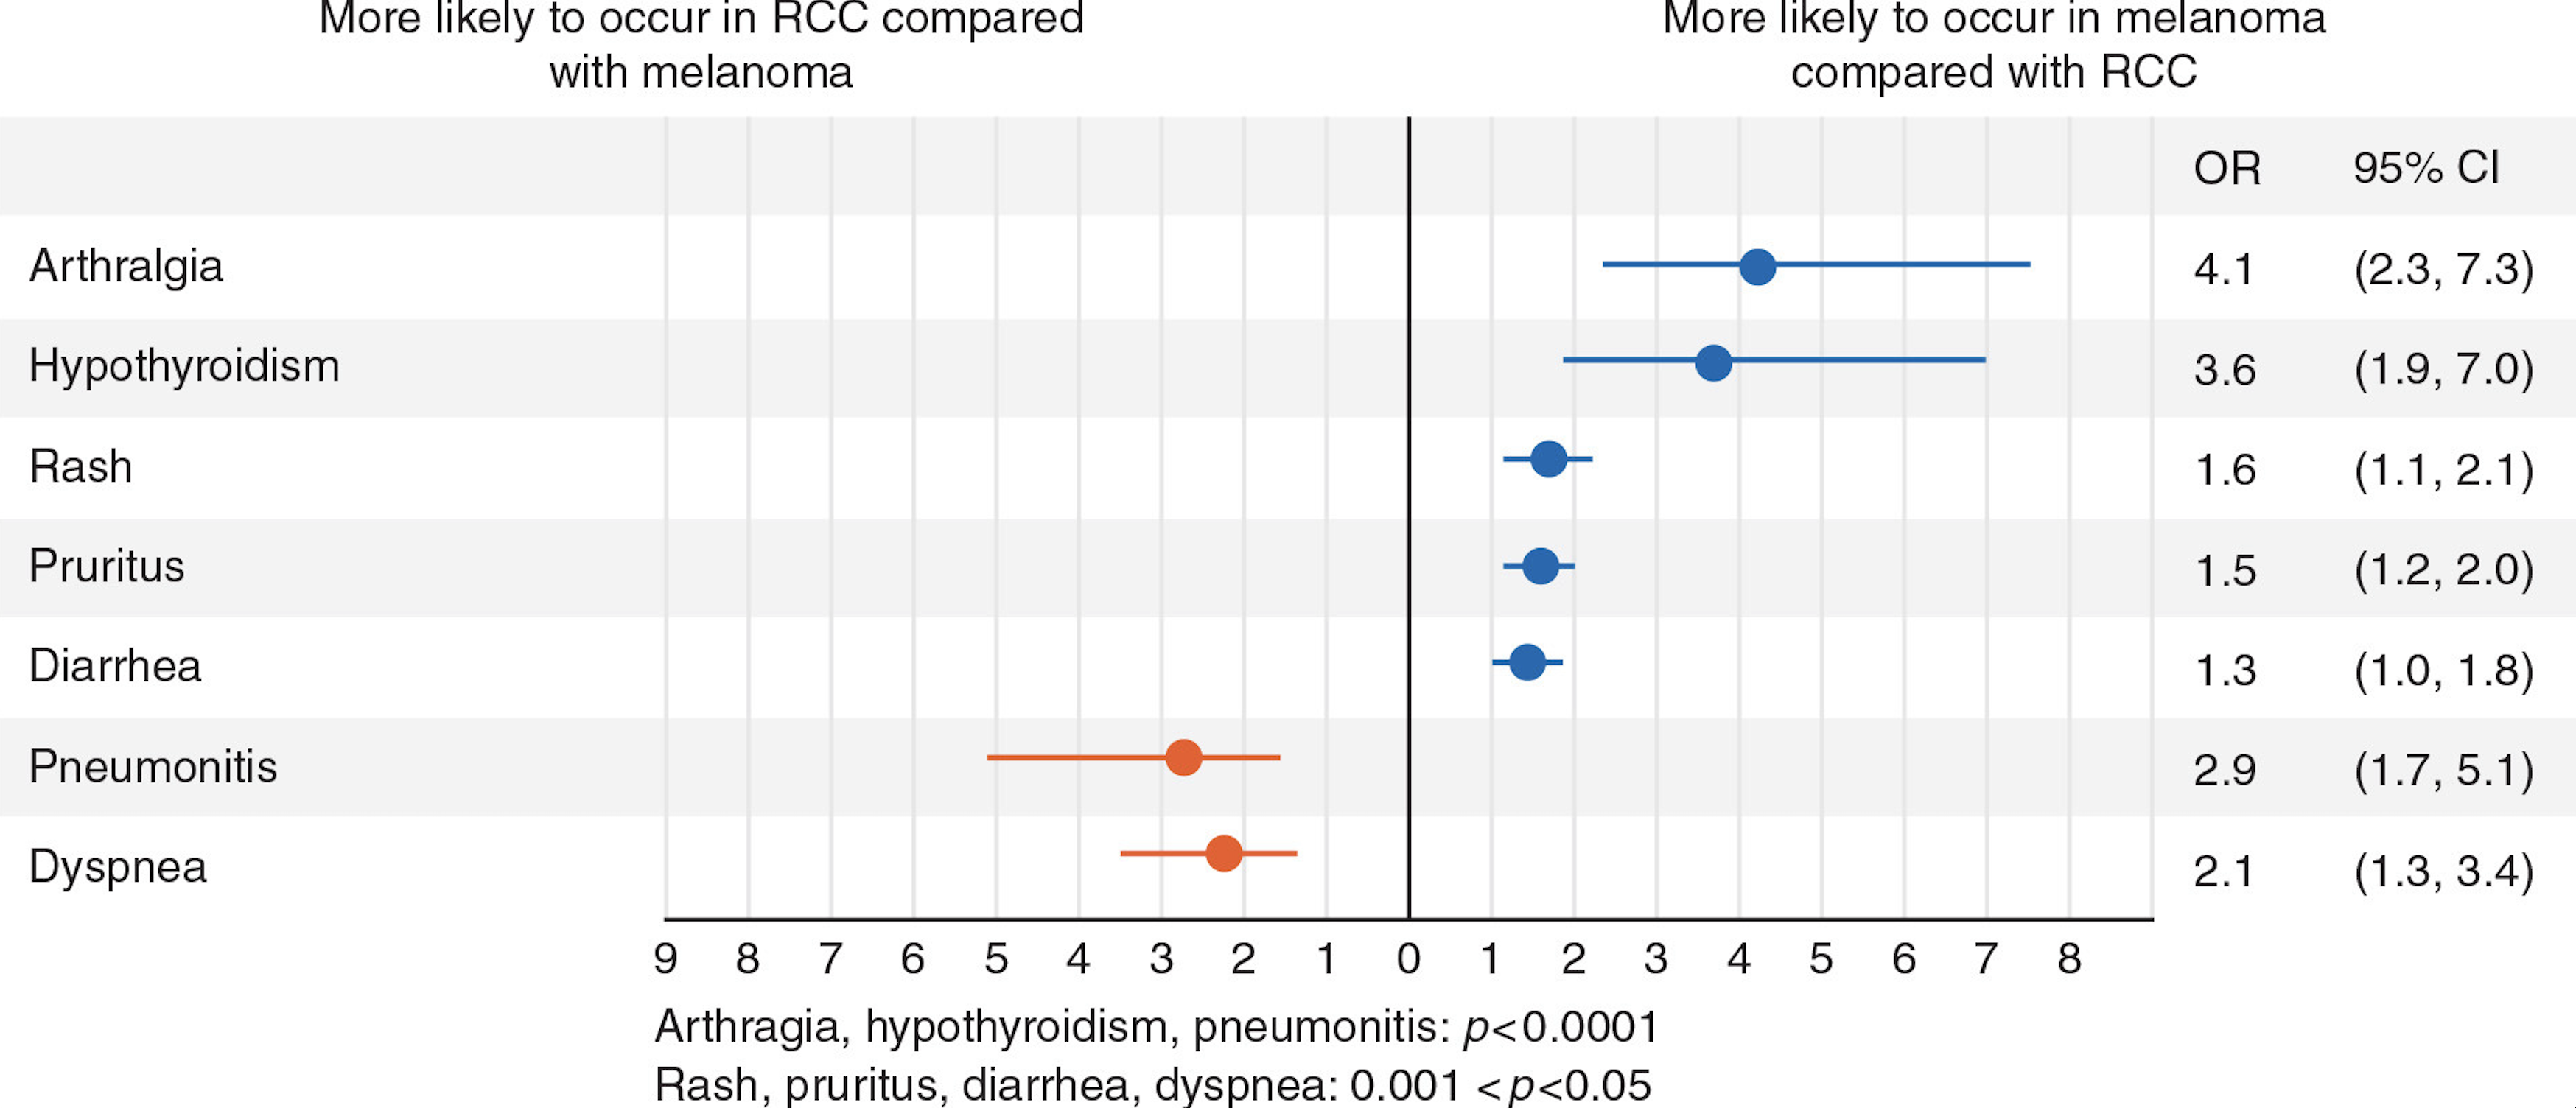 More likely to occur in RCC compared
with melanoma
More likely to occur in melanoma
compared with RCC
OR 95% CI
Arthralgia 4.1 (2.3, 7.3)
Hypothyroidism 3.6 (1.9, 7.0)
Rash 1.6 (1.1, 2.1)
Pruritus 1.5 (1.2, 2.0)
Diarrhea 1.3 (1.0, 1.8)
Pneumonitis 2.9 (1.7, 5.1)
Dyspnea 2.1 (1.3, 3.4)
9 8 7 6 5 4 3 2 1 0 1 2 3 4 5 6 7 8
Arthragia, hypothyroidism, pneumonitis: p<0.0001
Rash, pruritus, diarrhea, dyspnea: 0.001 <p<0.05